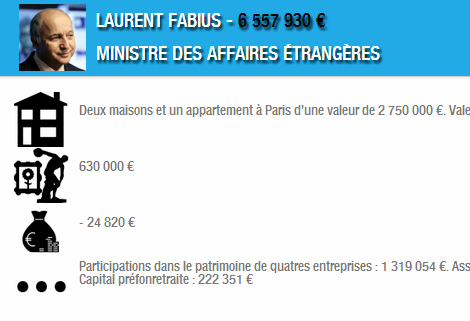 LAURENT FABIUS - 6 557 930 €
MINISTRE DES AFFAIRES ÉTRANGÈRES
Deux maisons et un appartement à Paris d'une valeur de 2 750 000 €. Vale
630 000 €
- 24 820 €
Participations dans le patrimoine de quatres entreprises : 1 319 054 €. Ass
Capital préfonretraite : 222 351 €